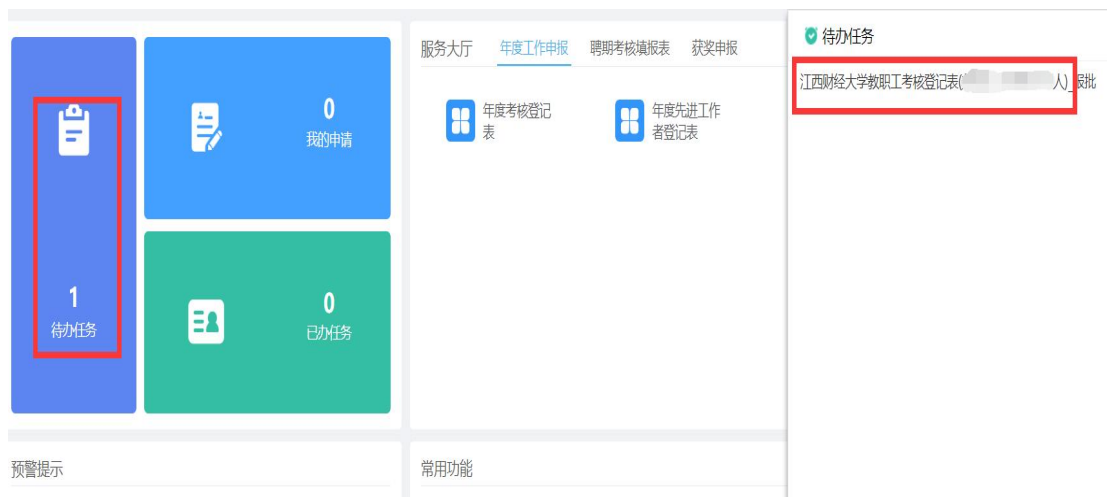 1
待办任务
0
我的申请
0
已办任务
服务大厅 年度工作申报 聘期考核填报表 获奖申报
年度考核登记
表
年度先进工作
者登记表
预警提示
常用功能
待办任务
江西财经大学教职工考核登记表( 人)_报批